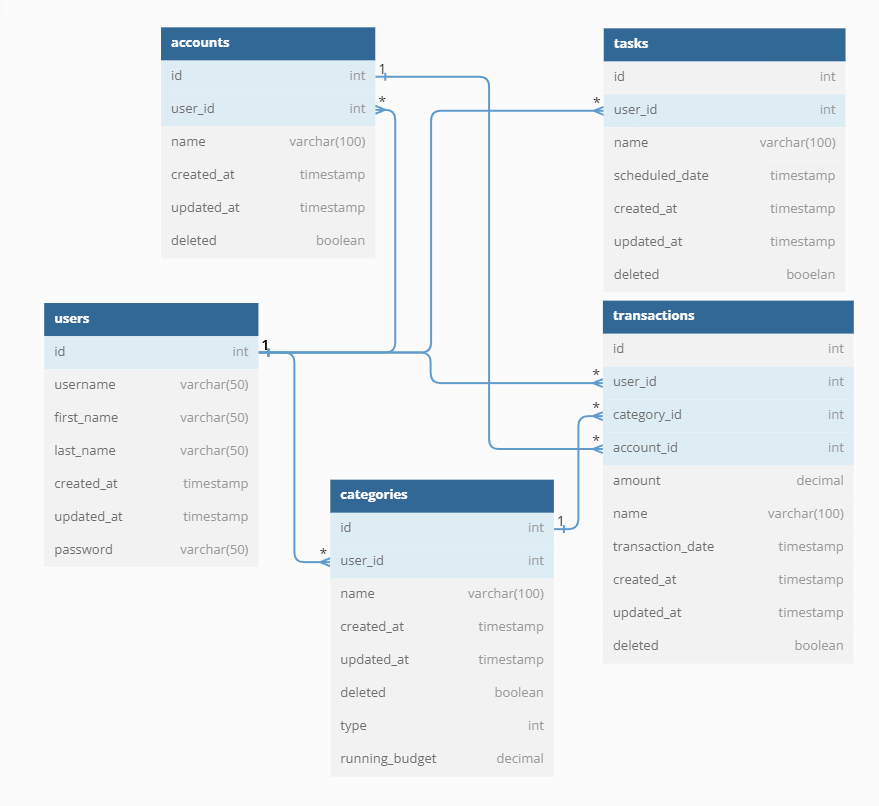 accounts
id int 1
user_id int *
name varchar(100)
created_at timestamp
updated_at timestamp
deleted boolean
tasks
id int
* user_id int
name varchar(100)
scheduled_date timestamp
created_at timestamp
updated_at timestamp
deleted booelan
users
id int 1
username varchar(50)
first_name varchar(50)
last_name varchar(50)
created_at timestamp
updated_at timestamp
password varchar(50)
transactions
id int
* user_id int
* category_id int
* account_id int
amount decimal
name varchar(100)
transaction_date timestamp
created_at timestamp
updated_at timestamp
deleted boolean
categories
id int 1
* user_id int
name varchar(100)
created_at timestamp
updated_at timestamp
deleted boolean
type int
running_budget decimal